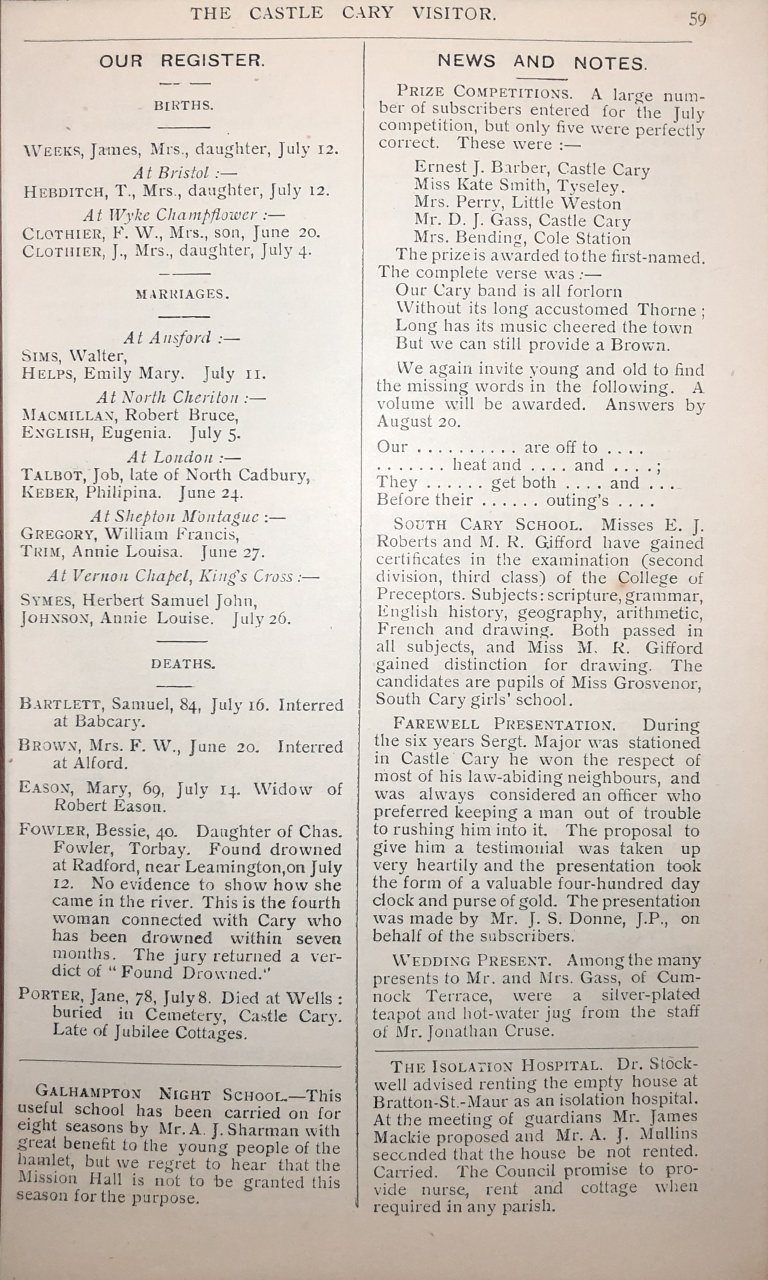 THE CASTLE CARY VISITOR.
59
OUR REGISTER.
BIRTHS.
WEEKS, James, Mrs., daughter, July 12.
At Bristol :—
HEBDITCH, T., Mrs., daughter, July 12.
At Wyke Champflower :—
CLOTHIER, F. W., Mrs., son, June 20.
CLOTHIER, J., Mrs., daughter, July 4.
MARRIAGES.
At Ansford :—
SIMS, Walter,
HELPS, Emily Mary. July 11.
At North Cheriton :—
MACMILLAN, Robert Bruce,
ENGLISH, Eugenia. July 5.
At London :—
TALBOT, Job, late of North Cadbury,
KEBER, Philipina. June 24.
At Shepton Montague :—
GREGORY, William Francis,
TRIM, Annie Louisa. June 27.
At Vernon Chapel, King's Cross :—
SYMES, Herbert Samuel John,
JOHNSON, Annie Louise. July 26.
DEATHS.
BARTLETT, Samuel, 84, July 16. Interred
at Babcary.
BROWN, Mrs. F. W., June 20. Interred
at Alford.
EASON, Mary, 69, July 14. Widow of
Robert Eason.
FOWLER, Bessie, 40. Daughter of Chas.
Fowler, Torbay. Found drowned
at Radford, near Leamington,on July
12. No evidence to show how she
came in the river. This is the fourth
woman connected with Cary who
has been drowned within seven
months. The jury returned a ver-
dict of "Found Drowned."
PORTER, Jane, 78, July 8. Died at Wells :
buried in Cemetery, Castle Cary.
Late of Jubilee Cottages.
GALHAMPTON NIGHT SCHOOL.—This
useful school has been carried on for
eight seasons by Mr. A. J. Sharman with
great benefit to the young people of the
hamlet, but we regret to hear that the
Mission Hall is not to be granted this
season for the purpose.
NEWS AND NOTES.
PRIZE COMPETITIONS. A large num-
ber of subscribers entered for the July
competition, but only five were perfectly
correct. These were :—
Ernest J. Barber, Castle Cary
Miss Kate Smith, Tyseley.
Mrs. Perry, Little Weston
Mr. D. J. Gass, Castle Cary
Mrs. Bending, Cole Station
The prize is awarded to the first-named.
The complete verse was :—
Our Cary band is all forlorn
Without its long accustomed Thorne ;
Long has its music cheered the town
But we can still provide a Brown.
We again invite young and old to find
the missing words in the following. A
volume will be awarded. Answers by
August 20.
Our . . . . . . . . . . are off to . . . .
. . . . . . . heat and . . . . and . . . . ;
They . . . . . . get both . . . . and . . .
Before their . . . . . . outing's . . . .
SOUTH CARY SCHOOL. Misses E. J.
Roberts and M. R. Gifford have gained
certificates in the examination (second
division, third class) of the College of
Preceptors. Subjects: scripture, grammar,
English history, geography, arithmetic,
French and drawing. Both passed in
all subjects, and Miss M. R. Gifford
gained distinction for drawing. The
candidates are pupils of Miss Grosvenor,
South Cary girls' school.
FAREWELL PRESENTATION. During
the six years Sergt. Major was stationed
in Castle Cary he won the respect of
most of his law-abiding neighbours, and
was always considered an officer who
preferred keeping a man out of trouble
to rushing him into it. The proposal to
give him a testimonial was taken up
very heartily and the presentation took
the form of a valuable four-hundred day
clock and purse of gold. The presentation
was made by Mr. J. S. Donne, J.P., on
behalf of the subscribers.
WEDDING PRESENT. Among the many
presents to Mr. and Mrs. Gass, of Cum-
nock Terrace, were a silver-plated
teapot and hot-water jug from the staff
of Mr. Jonathan Cruse.
THE ISOLATION HOSPITAL. Dr. Stock-
well advised renting the empty house at
Bratton-St.-Maur as an isolation hospital.
At the meeting of guardians Mr. James
Mackie proposed and Mr. A. J. Mullins
seconded that the house be not rented.
Carried. The Council promise to pro-
vide nurse, rent and cottage when
required in any parish.